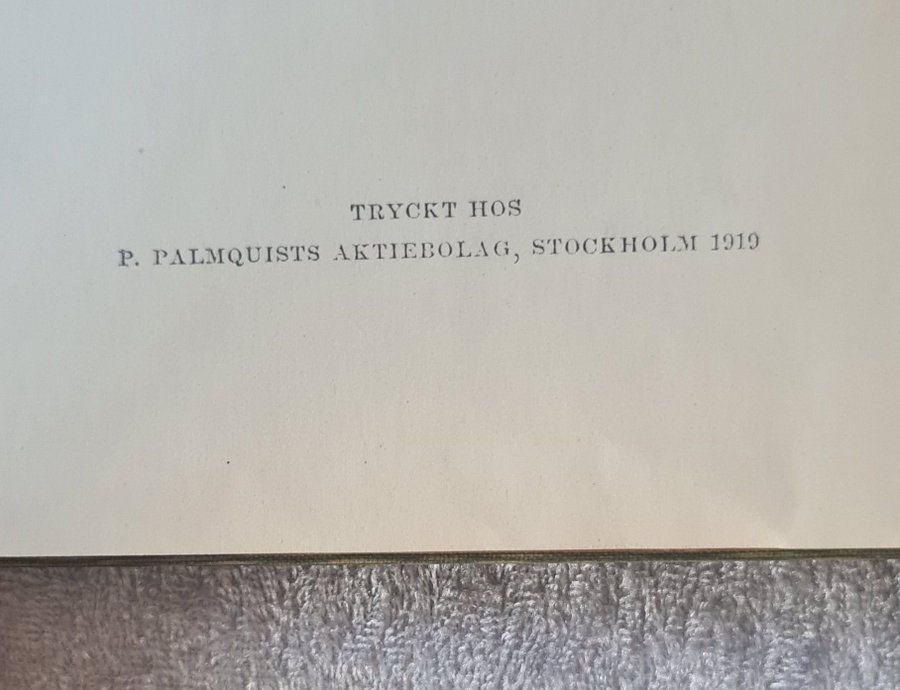 TRYCKT HOS
P. PALMQUISTS AKTIEBOLAG, STOCKHOLM 1919